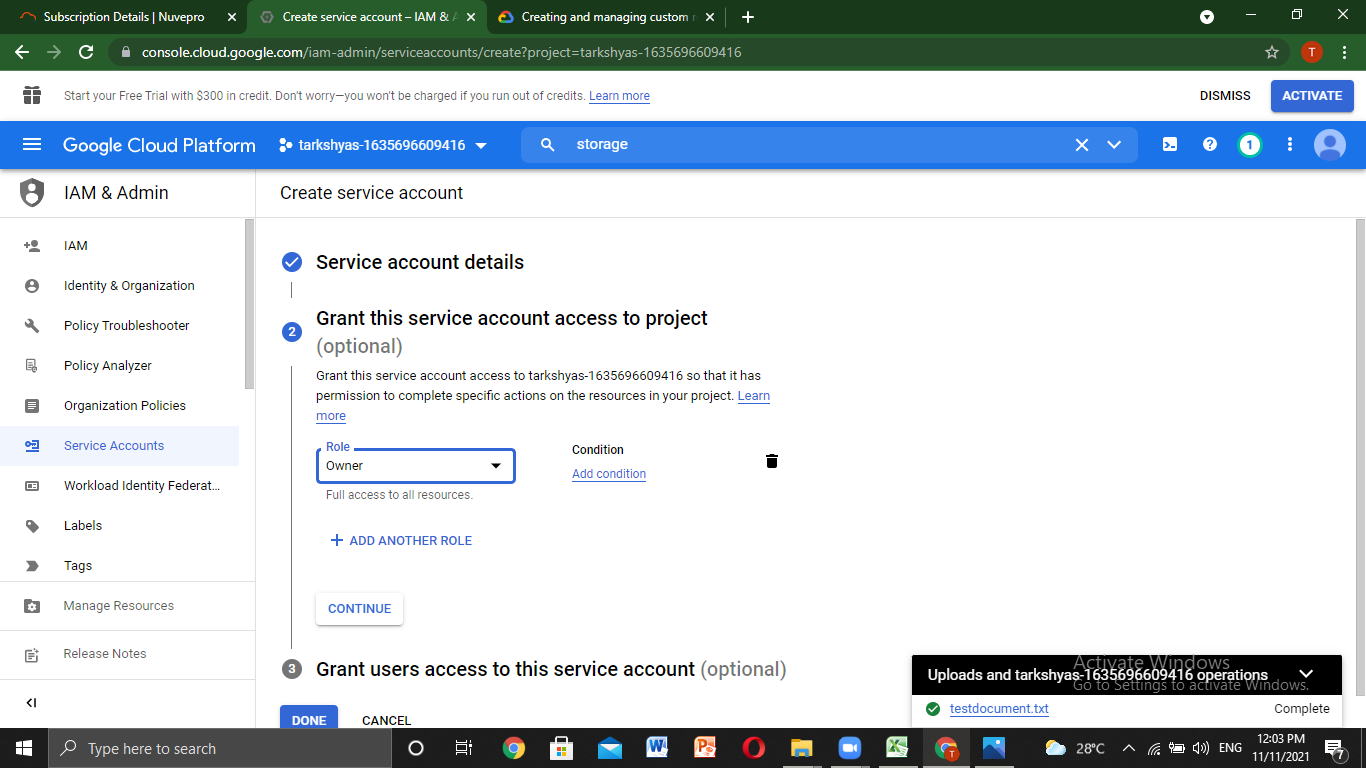 Subscription Details | Nuvepro
Create service account – IAM & A
Creating and managing custom r
console.cloud.google.com/iam-admin/serviceaccounts/create?project=tarkshyas-1635696609416
T
Start your Free Trial with $300 in credit. Don't worry—you won't be charged if you run out of credits. Learn more
DISMISS
ACTIVATE
Google Cloud Platform
tarkshyas-1635696609416
storage
1
IAM & Admin
Create service account
IAM
Identity & Organization
Policy Troubleshooter
Policy Analyzer
Organization Policies
Service Accounts
Workload Identity Federat...
Labels
Tags
Manage Resources
Release Notes
Service account details
2
Grant this service account access to project
(optional)
Grant this service account access to tarkshyas-1635696609416 so that it has
permission to complete specific actions on the resources in your project. Learn
more
Role
Owner
Full access to all resources.
Condition
Add condition
ADD ANOTHER ROLE
CONTINUE
3
Grant users access to this service account (optional)
DONE
CANCEL
Activate Windows
Go to Settings to activate Windows.
Uploads and tarkshyas-1635696609416 operations
testdocument.txt
Complete
Type here to search
T
28°C
ENG
12:03 PM
11/11/2021
7